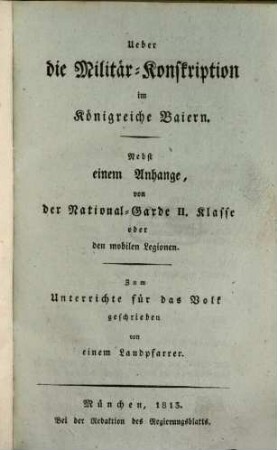 Ueber
die Militär=Konskription
im
Königreiche Baiern.
Nebst
einem Anhange,
von
der National=Garde II. Klasse
oder
den mobilen Legionen.
Zum
Unterrichte für das Volk
geschrieben
von
einem Landpfarrer.
München, 1813.
Bei der Redaktion des Regierungsblatts.